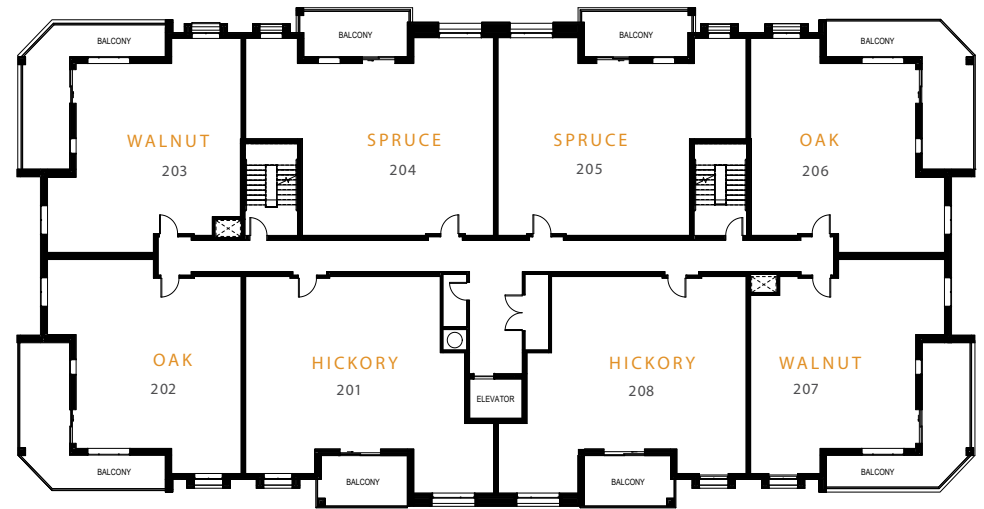 BALCONY
BALCONY
BALCONY
BALCONY
WALNUT
203
SPRUCE
204
SPRUCE
205
OAK
206
OAK
202
HICKORY
201
HICKORY
208
WALNUT
207
ELEVATOR
BALCONY
BALCONY
BALCONY
BALCONY